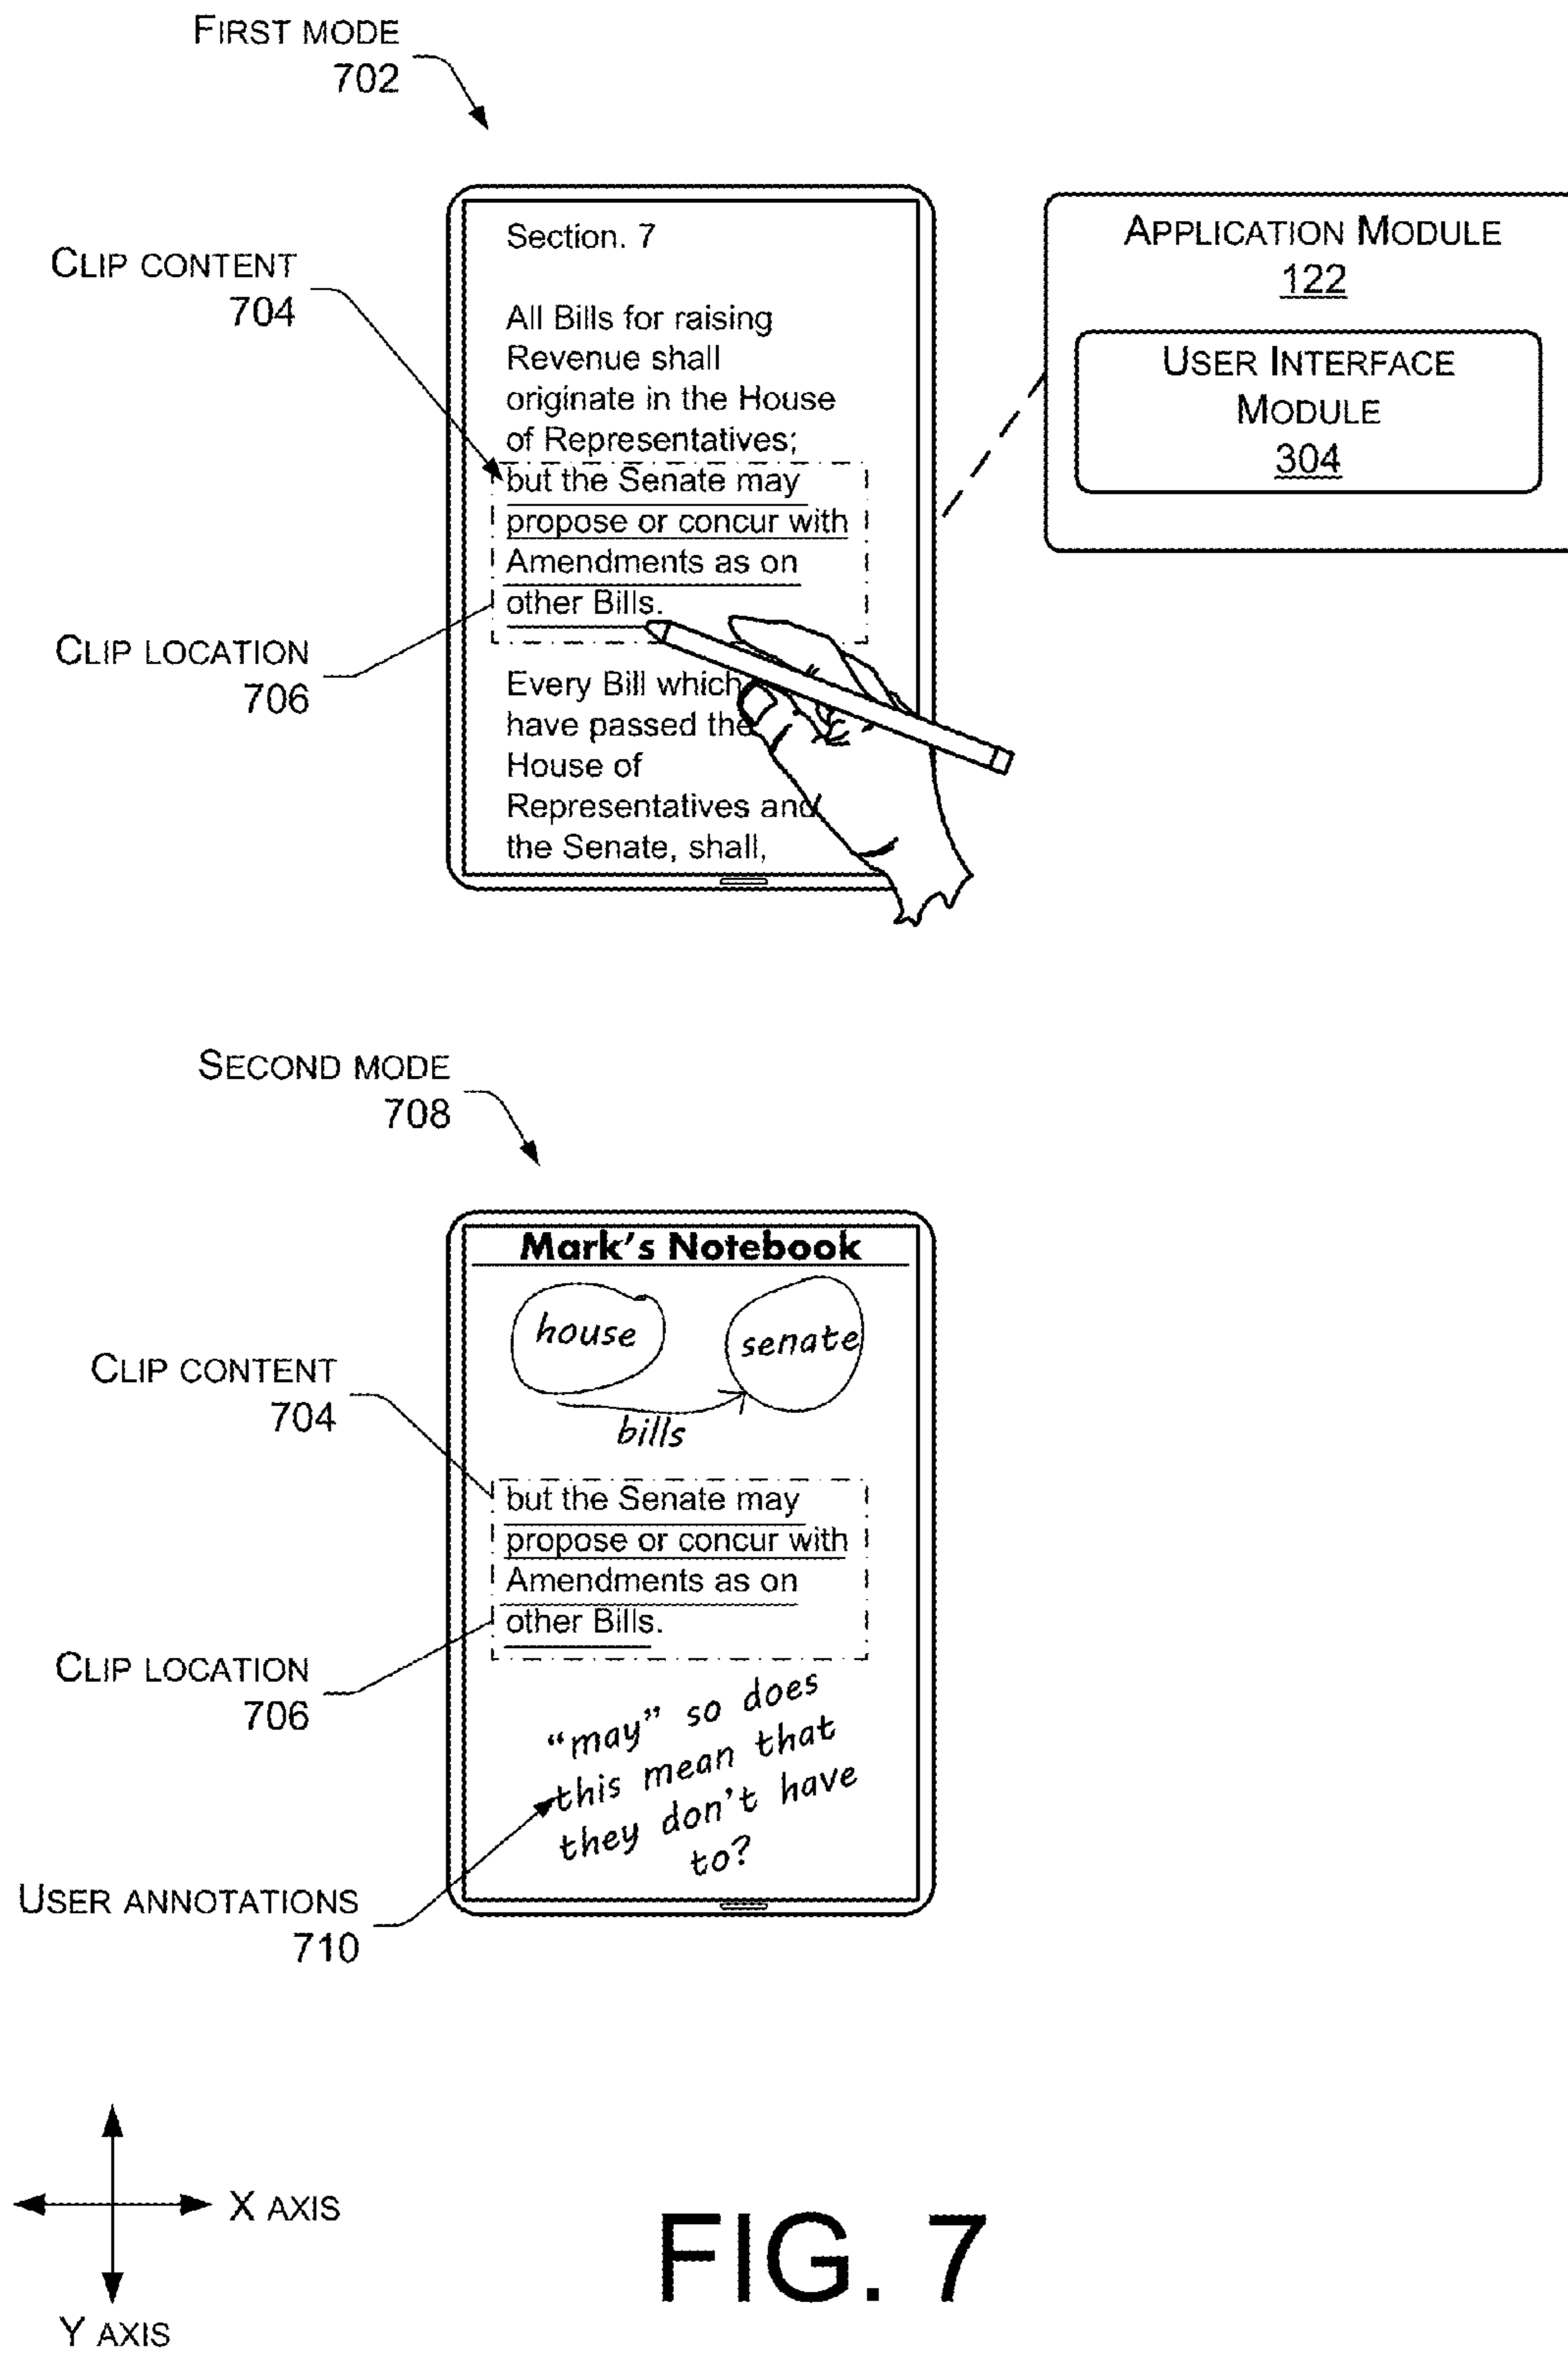 FIRST MODE
702
APPLICATION MODULE
122
USER INTERFACE
MODULE
304
CLIP CONTENT
704
CLIP LOCATION
706
Section. 7
All Bills for raising
Revenue shall
originate in the House
of Representatives;
but the Senate may
propose or concur with
Amendments as on
other Bills.
Every Bill which
have passed the
House of
Representatives and
the Senate, shall,
SECOND MODE
708
Mark's Notebook
house
senate
bills
CLIP CONTENT
704
but the Senate may
propose or concur with
Amendments as on
other Bills.
CLIP LOCATION
706
“may” so does
this mean that
they don't have
to?
USER ANNOTATIONS
710
X AXIS
Y AXIS
FIG. 7